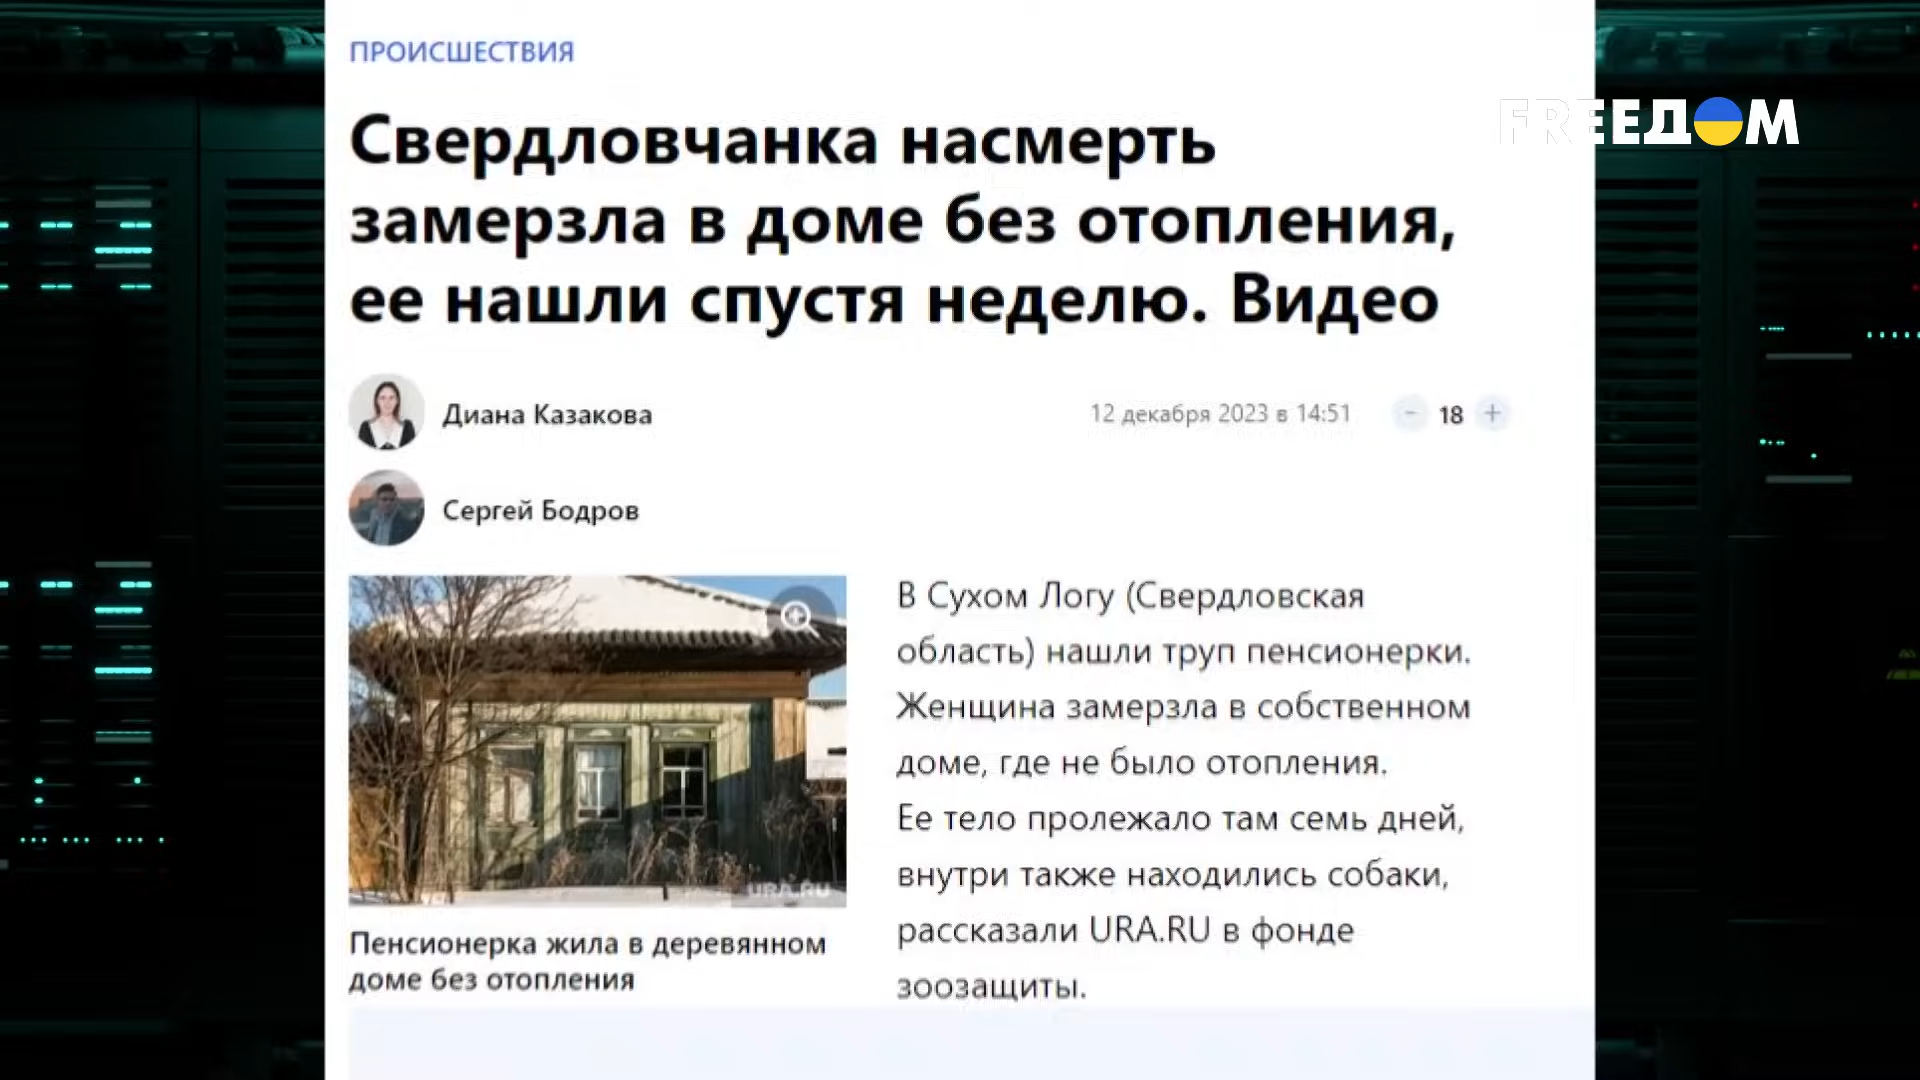 ПРОИСШЕСТВИЯ
FREEДОМ
Свердловчанка насмерть
замерзла в доме без отопления,
ее нашли спустя неделю. Видео
Диана Казакова
12 декабря 2023 в 14:51
- 18 +
Сергей Бодров
URA.RU
Пенсионерка жила в деревянном
доме без отопления
В Сухом Логу (Свердловская
область) нашли труп пенсионерки.
Женщина замерзла в собственном
доме, где не было отопления.
Ее тело пролежало там семь дней,
внутри также находились собаки,
рассказали URA.RU в фонде
зоозащиты.